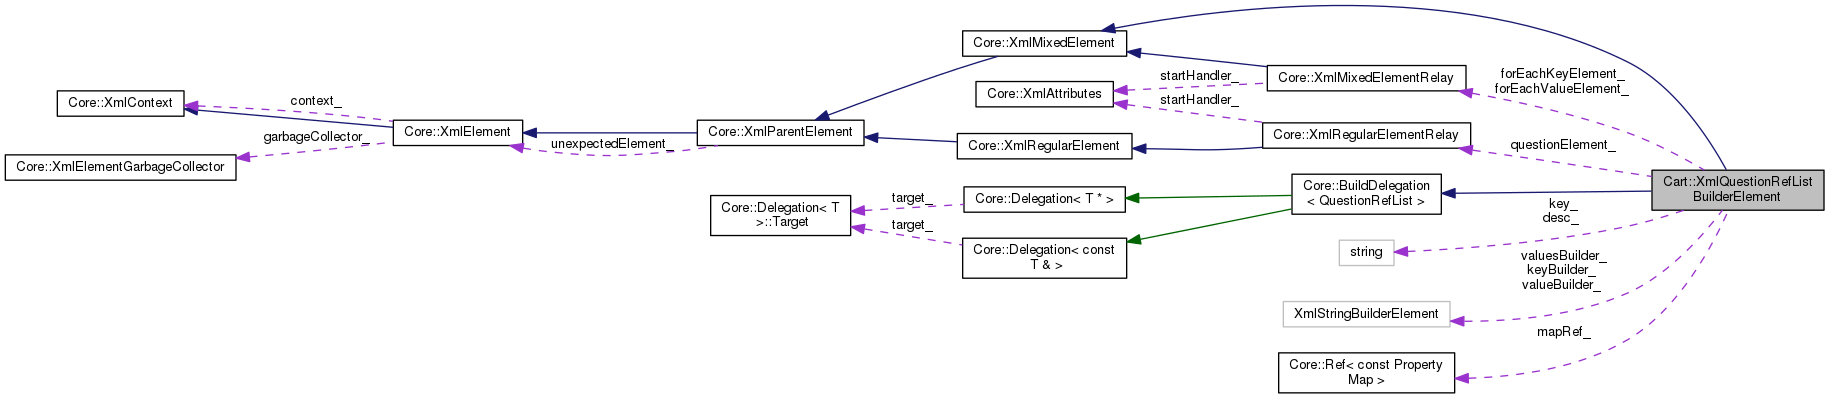 Core::XmlMixedElement
forEachKeyElement_
forEachValueElement_
startHandler_
Core::XmlMixedElementRelay
Core::XmlAttributes
startHandler_
Core::XmlContext
context_
Core::XmlElement
garbageCollector_
Core::XmlElementGarbageCollector
unexpectedElement_
Core::XmlParentElement
Core::XmlRegularElement
Core::XmlRegularElementRelay
questionElement_
Cart::XmlQuestionRefList
BuilderElement
Core::BuildDelegation
< QuestionRefList >
Core::Delegation< T * >
target_
Core::Delegation< T
>::Target
target_
Core::Delegation< const
T & >
key_
desc_
string
valuesBuilder_
keyBuilder_
valueBuilder_
XmlStringBuilderElement
mapRef_
Core::Ref< const Property
Map >